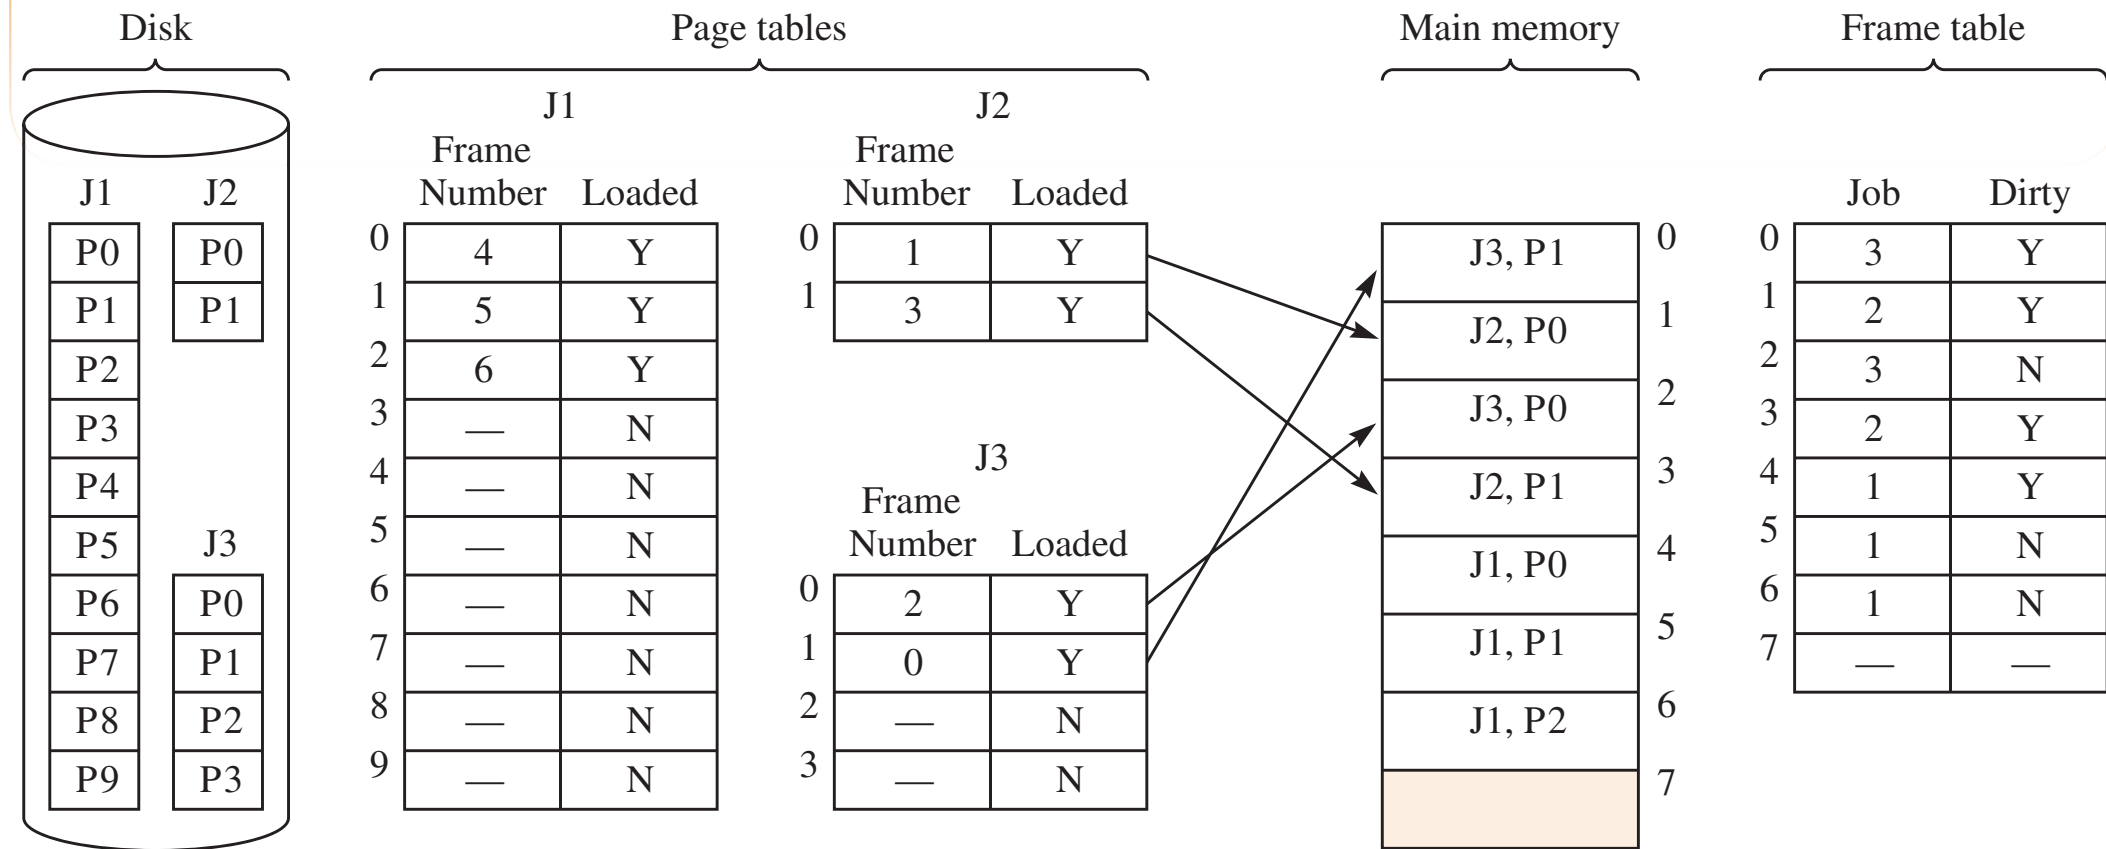 Disk Page tables Main memory Frame table
J1 J2
Frame Frame
J1 J2 Number Loaded Number Loaded Job Dirty
P0 P0 0 4 Y 0 1 Y J3, P1 0 0 3 Y
P1 P1 1 5 Y 1 3 Y J2, P0 1 1 2 Y
P2 2 6 Y J3, P0 2 2 3 N
P3 3 — N J2, P1 3 3 2 Y
J3
P4 4 — N Frame J1, P0 4 4 1 Y
P5 J3 5 — N Number Loaded J1, P1 5 5 1 N
P6 P0 6 — N 0 2 Y J1, P2 6 6 1 N
P7 P1 7 — N 1 0 Y 7 7 — —
P8 P2 8 — N 2 — N
P9 P3 9 — N 3 — N